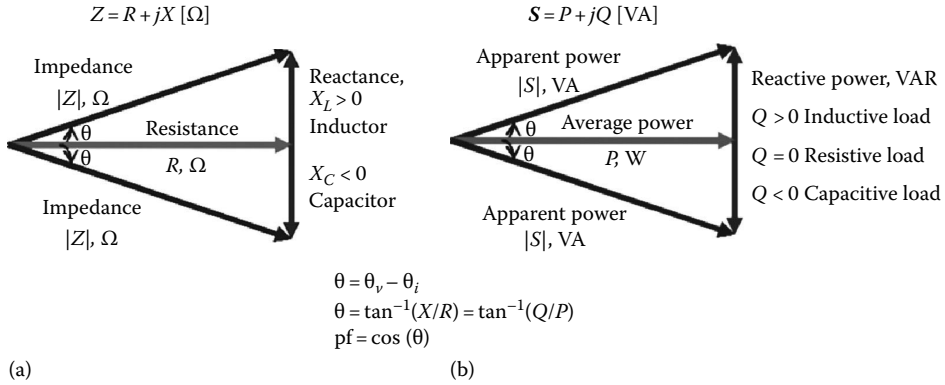 Z = R + jX [Ω]
Impedance
|Z|, Ω
θ
θ
Resistance
R, Ω
Impedance
|Z|, Ω
Reactance,
X_L > 0
Inductor
X_C < 0
Capacitor
S = P + jQ [VA]
Apparent power
|S|, VA
θ
θ
Average power
P, W
Apparent power
|S|, VA
Reactive power, VAR
Q > 0 Inductive load
Q = 0 Resistive load
Q < 0 Capacitive load
θ = θ_v − θ_i
θ = tan⁻¹(X/R) = tan⁻¹(Q/P)
pf = cos (θ)
(a)
(b)